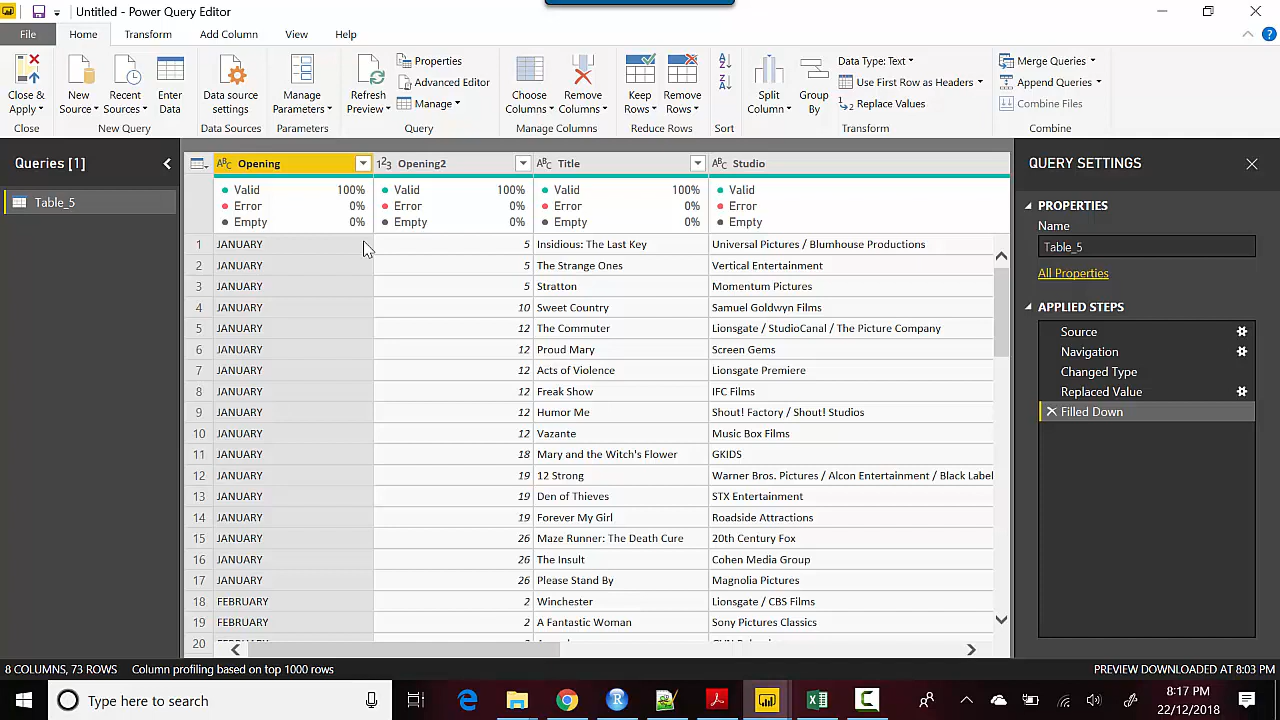 Untitled - Power Query Editor
File Home Transform Add Column View Help
Close & Apply
New Source
Recent Sources
Enter Data
Data source settings
Manage Parameters
Refresh Preview
Properties
Advanced Editor
Manage
Choose Columns
Remove Columns
Keep Rows
Remove Rows
A Z
Z A
Split Column
Group By
Data Type: Text
Use First Row as Headers
1 2 Replace Values
Merge Queries
Append Queries
Combine Files
Close New Query Data Sources Parameters Query Manage Columns Reduce Rows Sort Transform Combine
Queries [1]
Table_5
ABC Opening 123 Opening2 ABC Title ABC Studio
Valid 100% Valid 100% Valid 100% Valid
Error 0% Error 0% Error 0% Error
Empty 0% Empty 0% Empty 0% Empty
1 JANUARY 5 Insidious: The Last Key Universal Pictures / Blumhouse Productions
2 JANUARY 5 The Strange Ones Vertical Entertainment
3 JANUARY 5 Stratton Momentum Pictures
4 JANUARY 10 Sweet Country Samuel Goldwyn Films
5 JANUARY 12 The Commuter Lionsgate / StudioCanal / The Picture Company
6 JANUARY 12 Proud Mary Screen Gems
7 JANUARY 12 Acts of Violence Lionsgate Premiere
8 JANUARY 12 Freak Show IFC Films
9 JANUARY 12 Humor Me Shout! Factory / Shout! Studios
10 JANUARY 12 Vazante Music Box Films
11 JANUARY 18 Mary and the Witch's Flower GKIDS
12 JANUARY 19 12 Strong Warner Bros. Pictures / Alcon Entertainment / Black Label
13 JANUARY 19 Den of Thieves STX Entertainment
14 JANUARY 19 Forever My Girl Roadside Attractions
15 JANUARY 26 Maze Runner: The Death Cure 20th Century Fox
16 JANUARY 26 The Insult Cohen Media Group
17 JANUARY 26 Please Stand By Magnolia Pictures
18 FEBRUARY 2 Winchester Lionsgate / CBS Films
19 FEBRUARY 2 A Fantastic Woman Sony Pictures Classics
20
QUERY SETTINGS
PROPERTIES
Name
Table_5
All Properties
APPLIED STEPS
Source
Navigation
Changed Type
Replaced Value
Filled Down
8 COLUMNS, 73 ROWS Column profiling based on top 1000 rows PREVIEW DOWNLOADED AT 8:03 PM
Type here to search
8:17 PM
22/12/2018